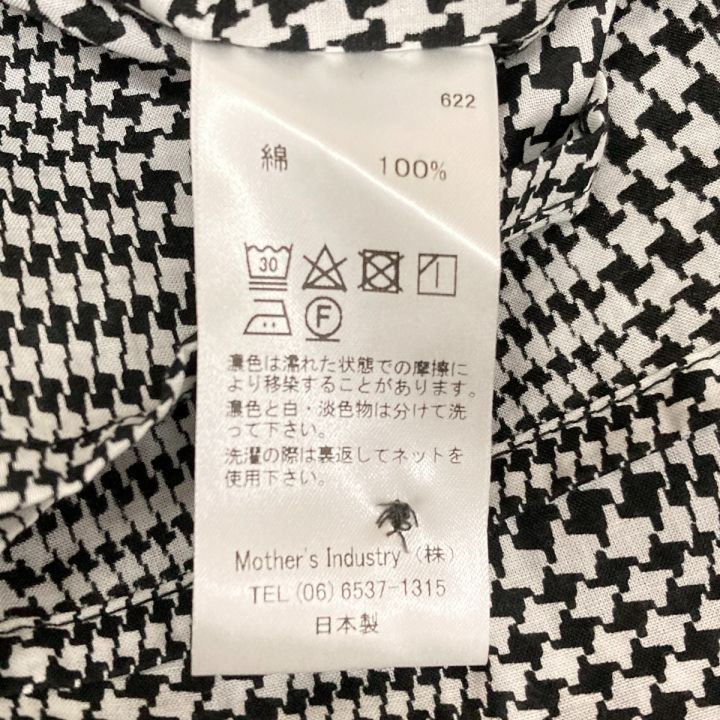 622
綿 100%
30
F
濃色は濡れた状態での摩擦に
より移染することがあります。
濃色と白・淡色物は分けて洗
って下さい。
洗濯の際は裏返してネットを
使用下さい。
Mother's Industry (株)
TEL (06) 6537-1315
日本製